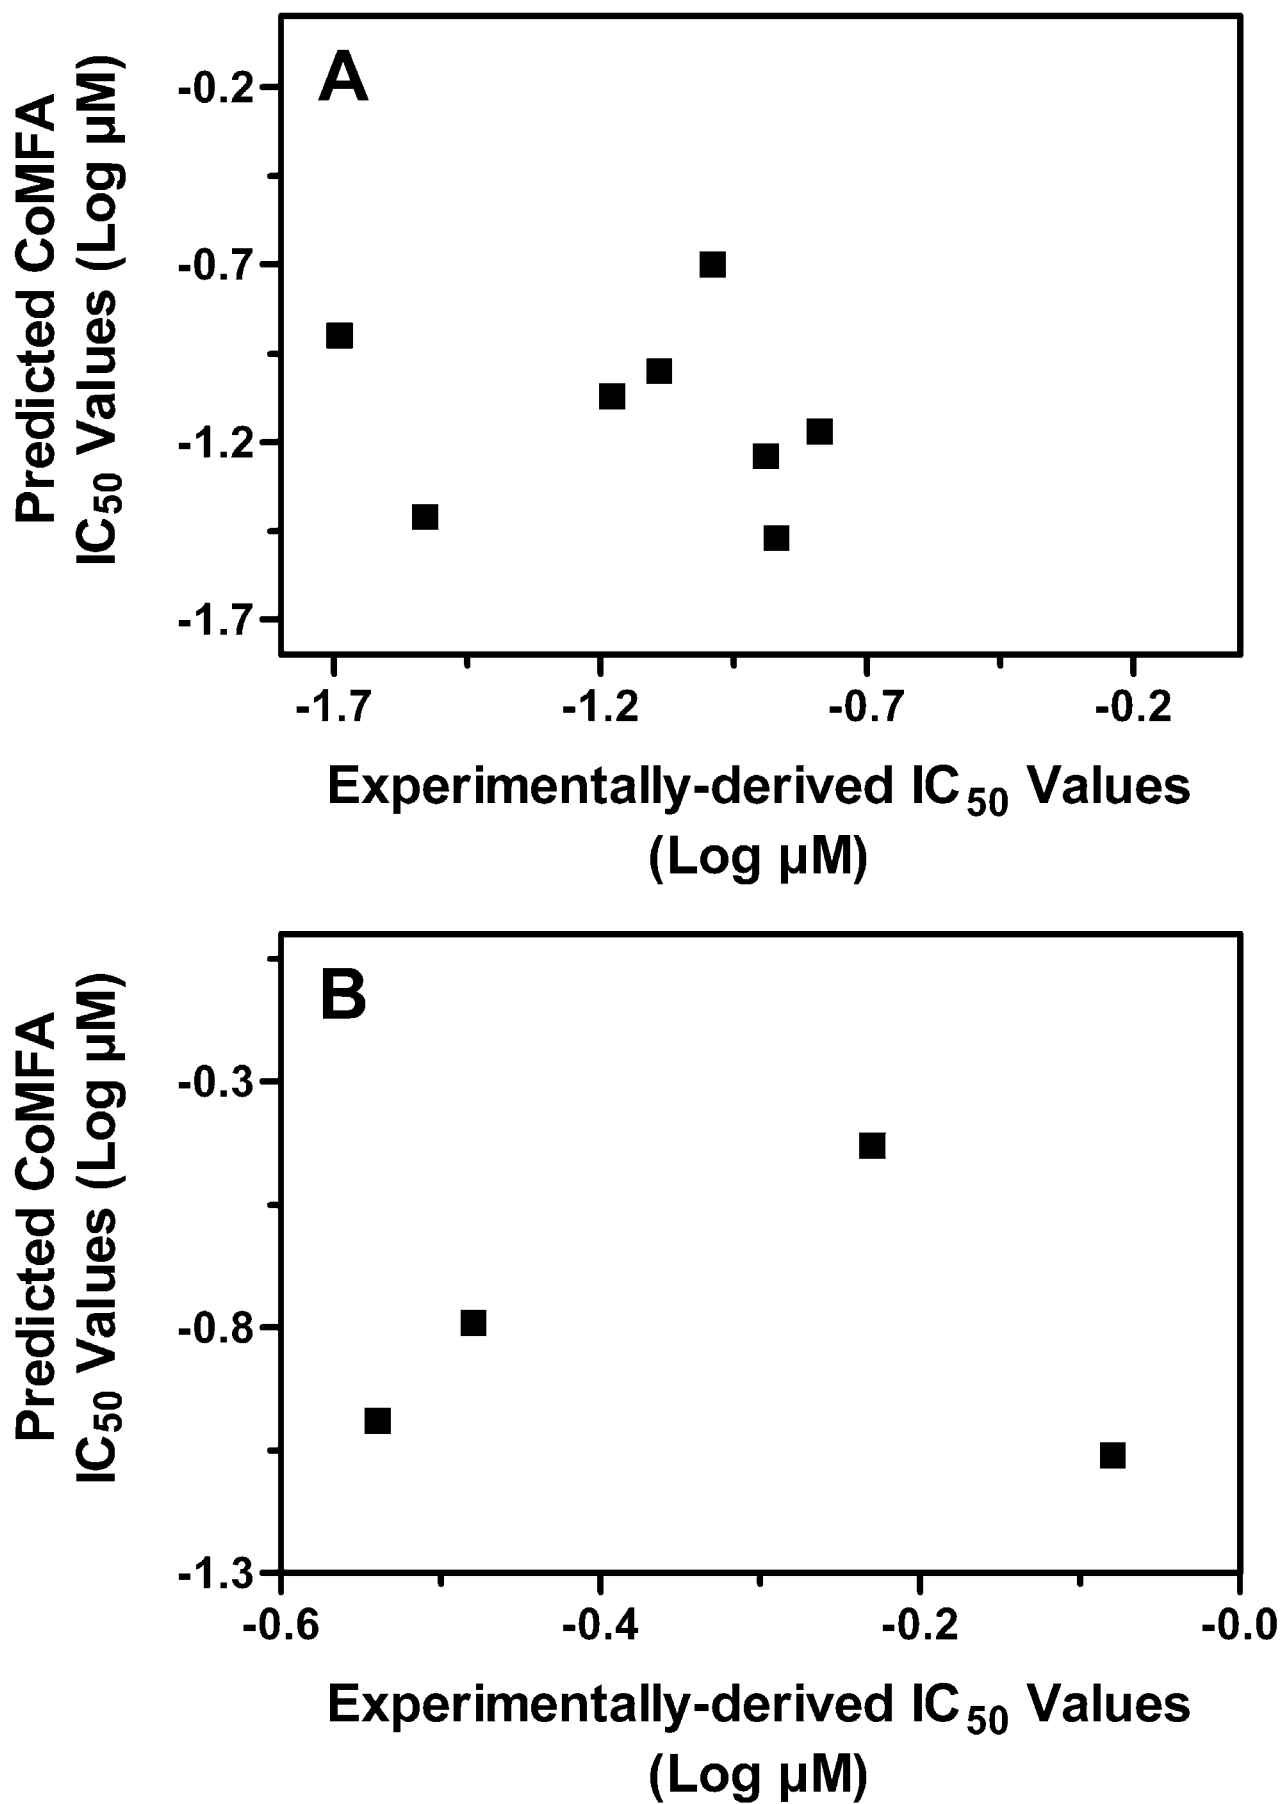 A
Predicted CoMFA
IC50 Values (Log µM)
-0.2
-0.7
-1.2
-1.7
-1.7 -1.2 -0.7 -0.2
Experimentally-derived IC50 Values
(Log µM)
B
Predicted CoMFA
IC50 Values (Log µM)
-0.3
-0.8
-1.3
-0.6 -0.4 -0.2 -0.0
Experimentally-derived IC50 Values
(Log µM)